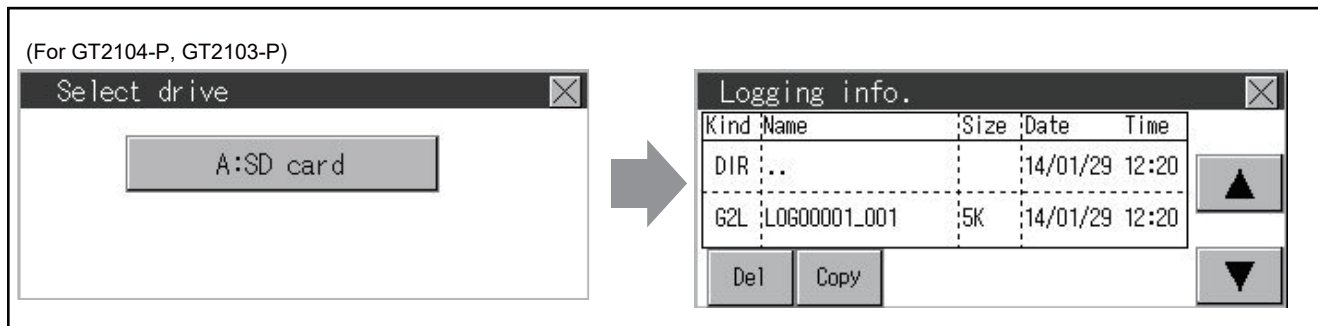 (For GT2104-P, GT2103-P)
Select drive
A:SD card
Logging info.
Kind Name Size Date Time
DIR .. 14/01/29 12:20
G2L LOG00001_001 5K 14/01/29 12:20
Del Copy